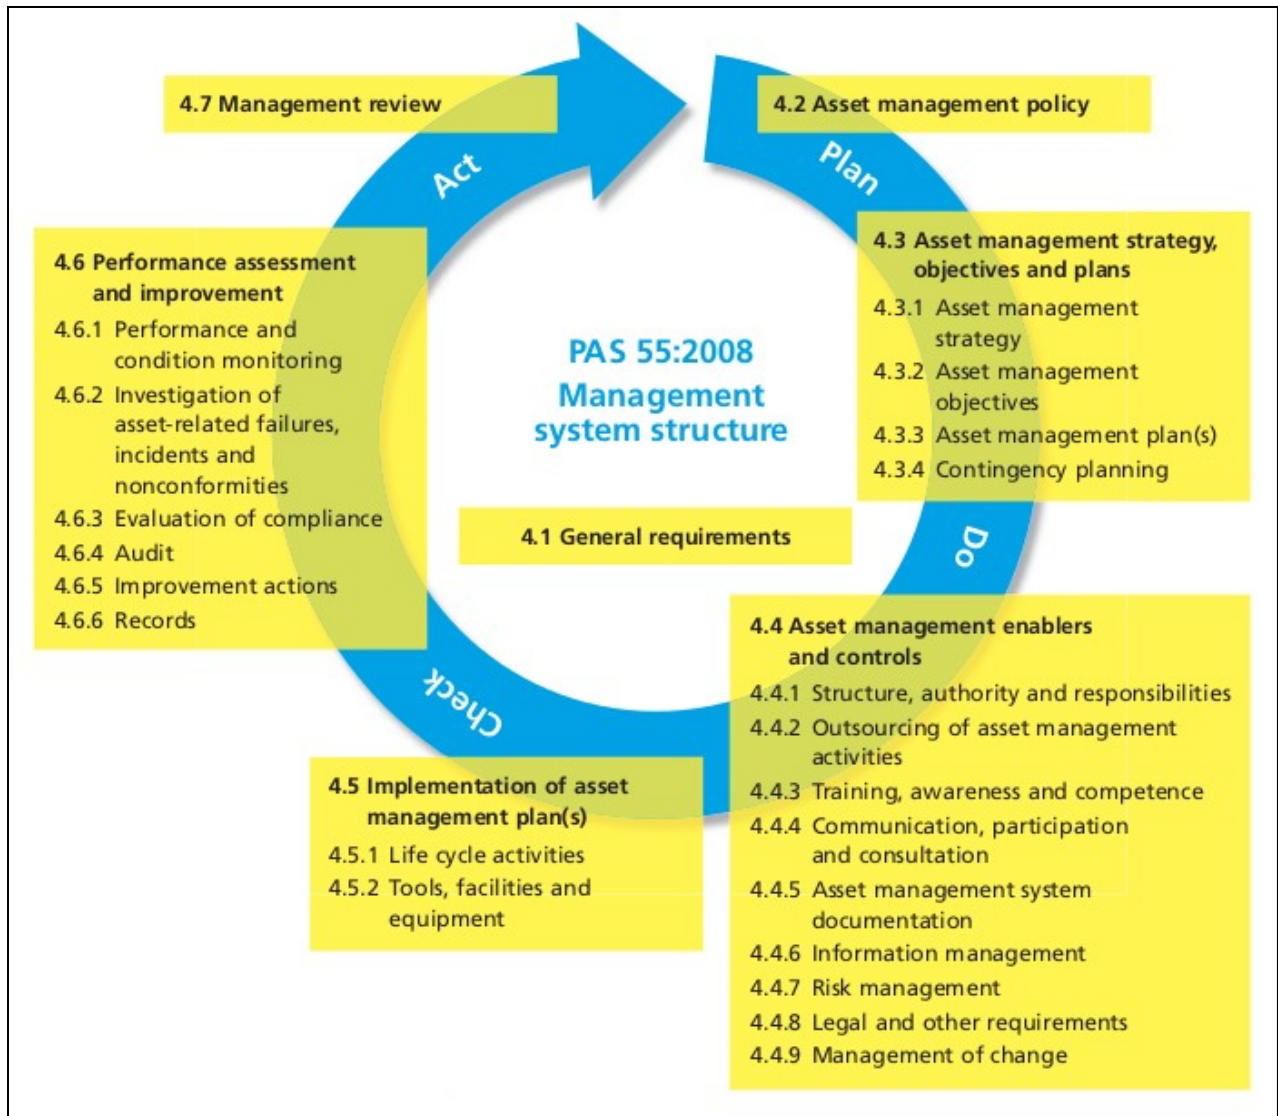 4.7 Management review
4.2 Asset management policy
Act
Plan
4.6 Performance assessment
and improvement
4.6.1 Performance and
condition monitoring
4.6.2 Investigation of
asset-related failures,
incidents and
nonconformities
4.6.3 Evaluation of compliance
4.6.4 Audit
4.6.5 Improvement actions
4.6.6 Records
4.3 Asset management strategy,
objectives and plans
4.3.1 Asset management
strategy
4.3.2 Asset management
objectives
4.3.3 Asset management plan(s)
4.3.4 Contingency planning
PAS 55:2008
Management
system structure
4.1 General requirements
Do
Check
4.4 Asset management enablers
and controls
4.4.1 Structure, authority and responsibilities
4.4.2 Outsourcing of asset management
activities
4.4.3 Training, awareness and competence
4.4.4 Communication, participation
and consultation
4.4.5 Asset management system
documentation
4.4.6 Information management
4.4.7 Risk management
4.4.8 Legal and other requirements
4.4.9 Management of change
4.5 Implementation of asset
management plan(s)
4.5.1 Life cycle activities
4.5.2 Tools, facilities and
equipment